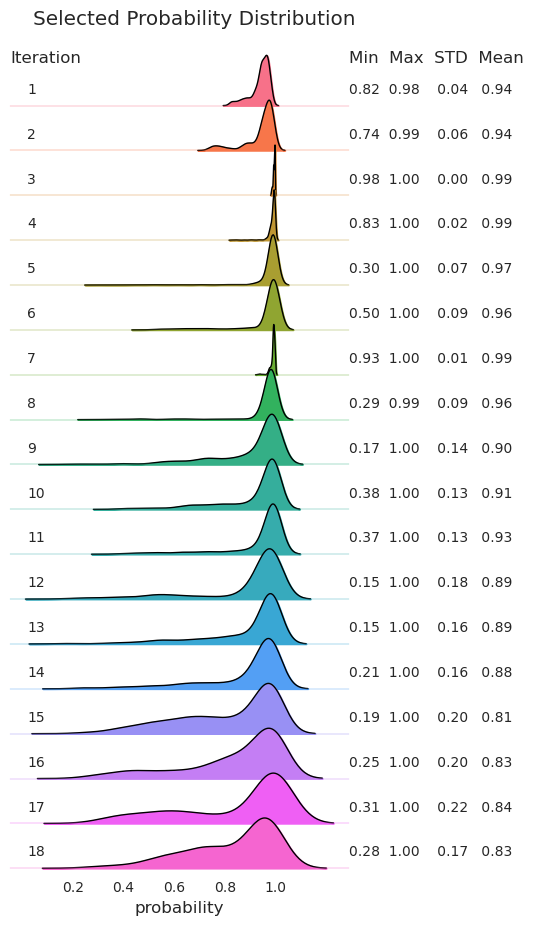 Selected Probability Distribution
Iteration Min Max STD Mean
1 0.82 0.98 0.04 0.94
2 0.74 0.99 0.06 0.94
3 0.98 1.00 0.00 0.99
4 0.83 1.00 0.02 0.99
5 0.30 1.00 0.07 0.97
6 0.50 1.00 0.09 0.96
7 0.93 1.00 0.01 0.99
8 0.29 0.99 0.09 0.96
9 0.17 1.00 0.14 0.90
10 0.38 1.00 0.13 0.91
11 0.37 1.00 0.13 0.93
12 0.15 1.00 0.18 0.89
13 0.15 1.00 0.16 0.89
14 0.21 1.00 0.16 0.88
15 0.19 1.00 0.20 0.81
16 0.25 1.00 0.20 0.83
17 0.31 1.00 0.22 0.84
18 0.28 1.00 0.17 0.83
0.2 0.4 0.6 0.8 1.0
probability